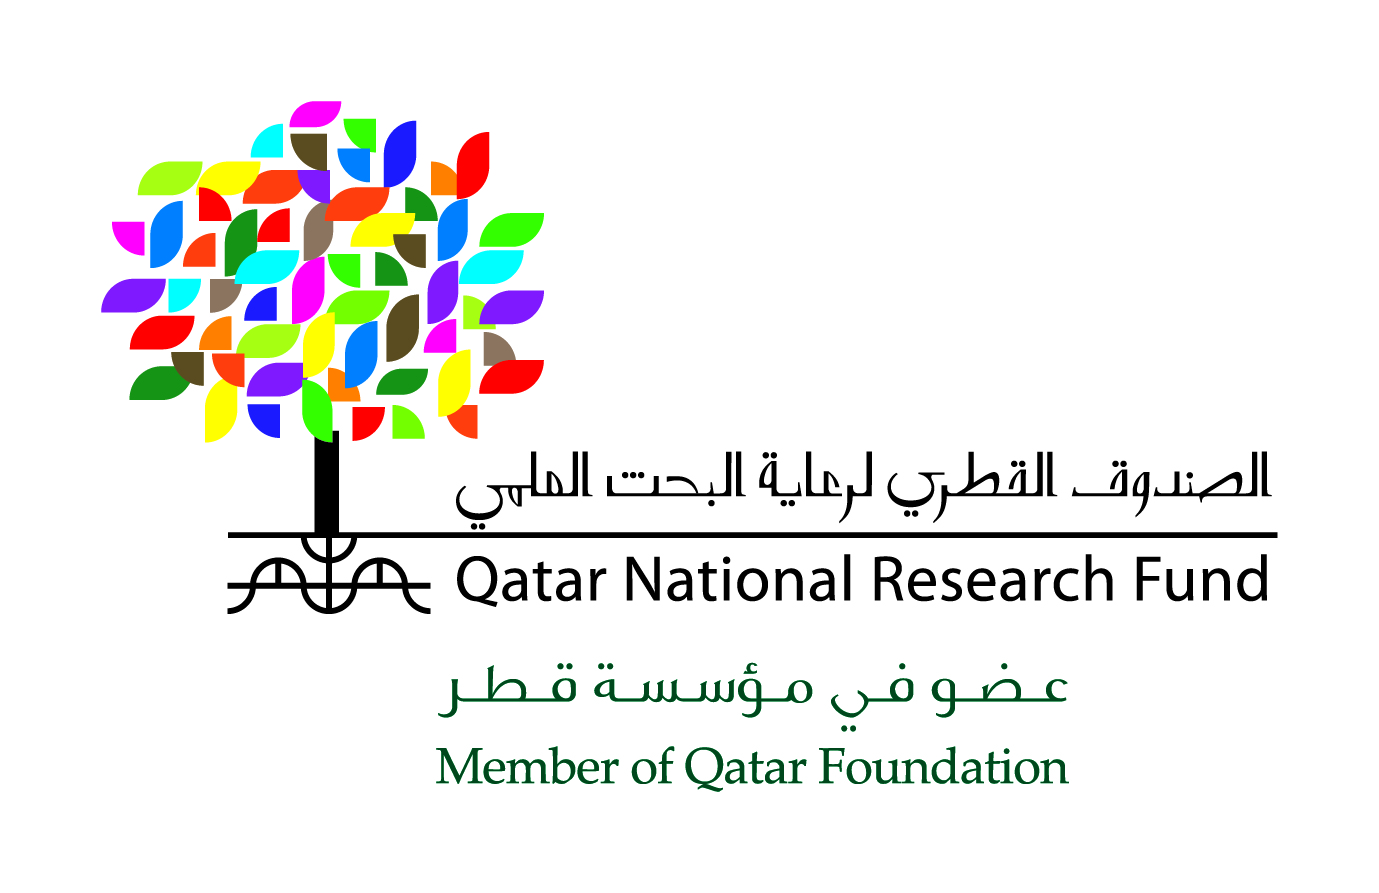 الصندوق القطري لرعاية البحث العلمي
Qatar National Research Fund
عضو في مؤسسة قطر
Member of Qatar Foundation